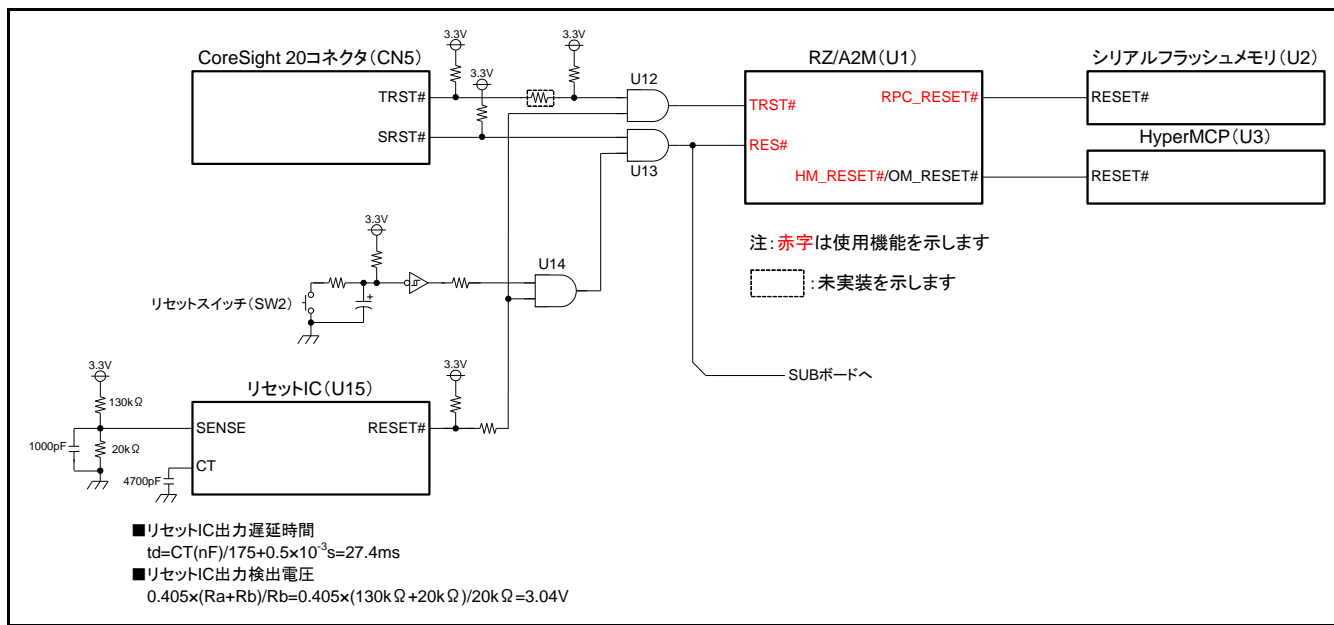 CoreSight 20コネクタ(CN5)
TRST#
SRST#
3.3V
3.3V
3.3V
U12
U13
RZ/A2M(U1)
TRST#
RES#
RPC_RESET#
HM_RESET#/OM_RESET#
シリアルフラッシュメモリ(U2)
RESET#
HyperMCP(U3)
RESET#
注:赤字は使用機能を示します
:未実装を示します
3.3V
U14
リセットスイッチ(SW2)
+
SUBボードへ
3.3V
130kΩ
1000pF
20kΩ
4700pF
リセットIC(U15)
SENSE
CT
RESET#
3.3V
■リセットIC出力遅延時間
td=CT(nF)/175+0.5×10⁻³s=27.4ms
■リセットIC出力検出電圧
0.405×(Ra+Rb)/Rb=0.405×(130kΩ+20kΩ)/20kΩ=3.04V